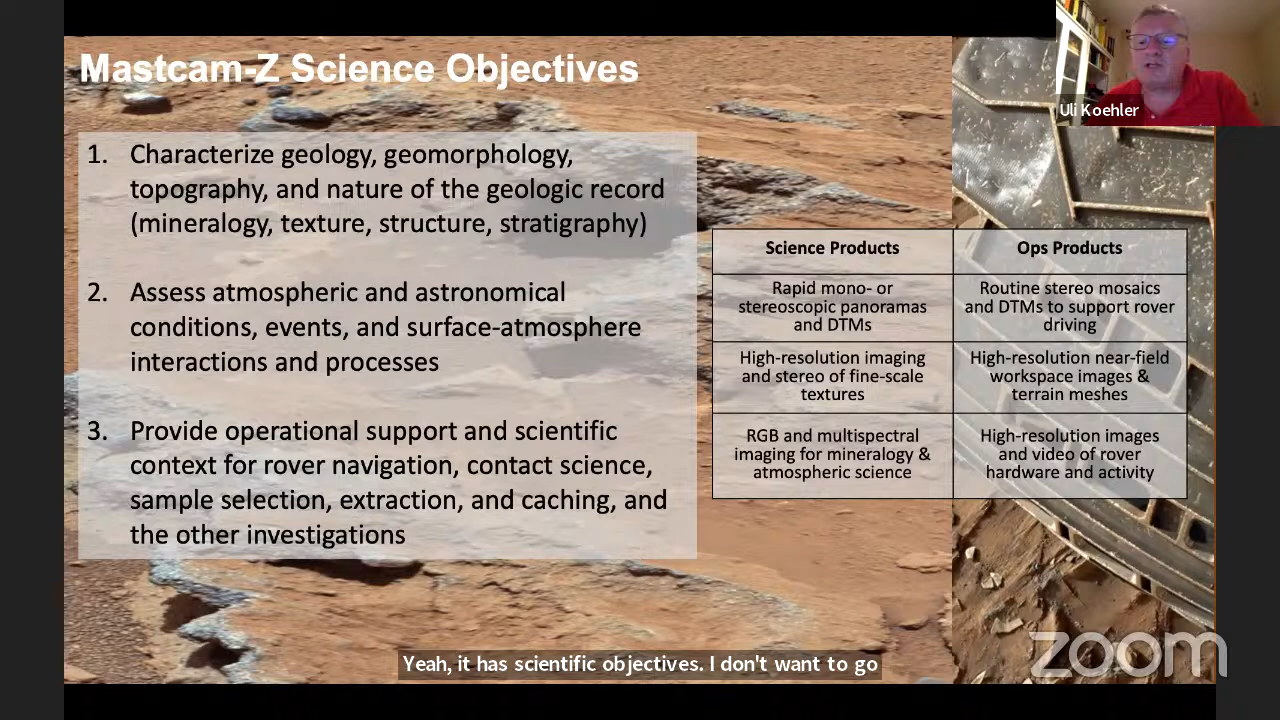 Mastcam-Z Science Objectives
Uli Koehler
1. Characterize geology, geomorphology,
topography, and nature of the geologic record
(mineralogy, texture, structure, stratigraphy)
2. Assess atmospheric and astronomical
conditions, events, and surface-atmosphere
interactions and processes
3. Provide operational support and scientific
context for rover navigation, contact science,
sample selection, extraction, and caching, and
the other investigations
Science Products
Ops Products
Rapid mono- or
stereoscopic panoramas
and DTMs
Routine stereo mosaics
and DTMs to support rover
driving
High-resolution imaging
and stereo of fine-scale
textures
High-resolution near-field
workspace images &
terrain meshes
RGB and multispectral
imaging for mineralogy &
atmospheric science
High-resolution images
and video of rover
hardware and activity
zoom
Yeah, it has scientific objectives. I don't want to go